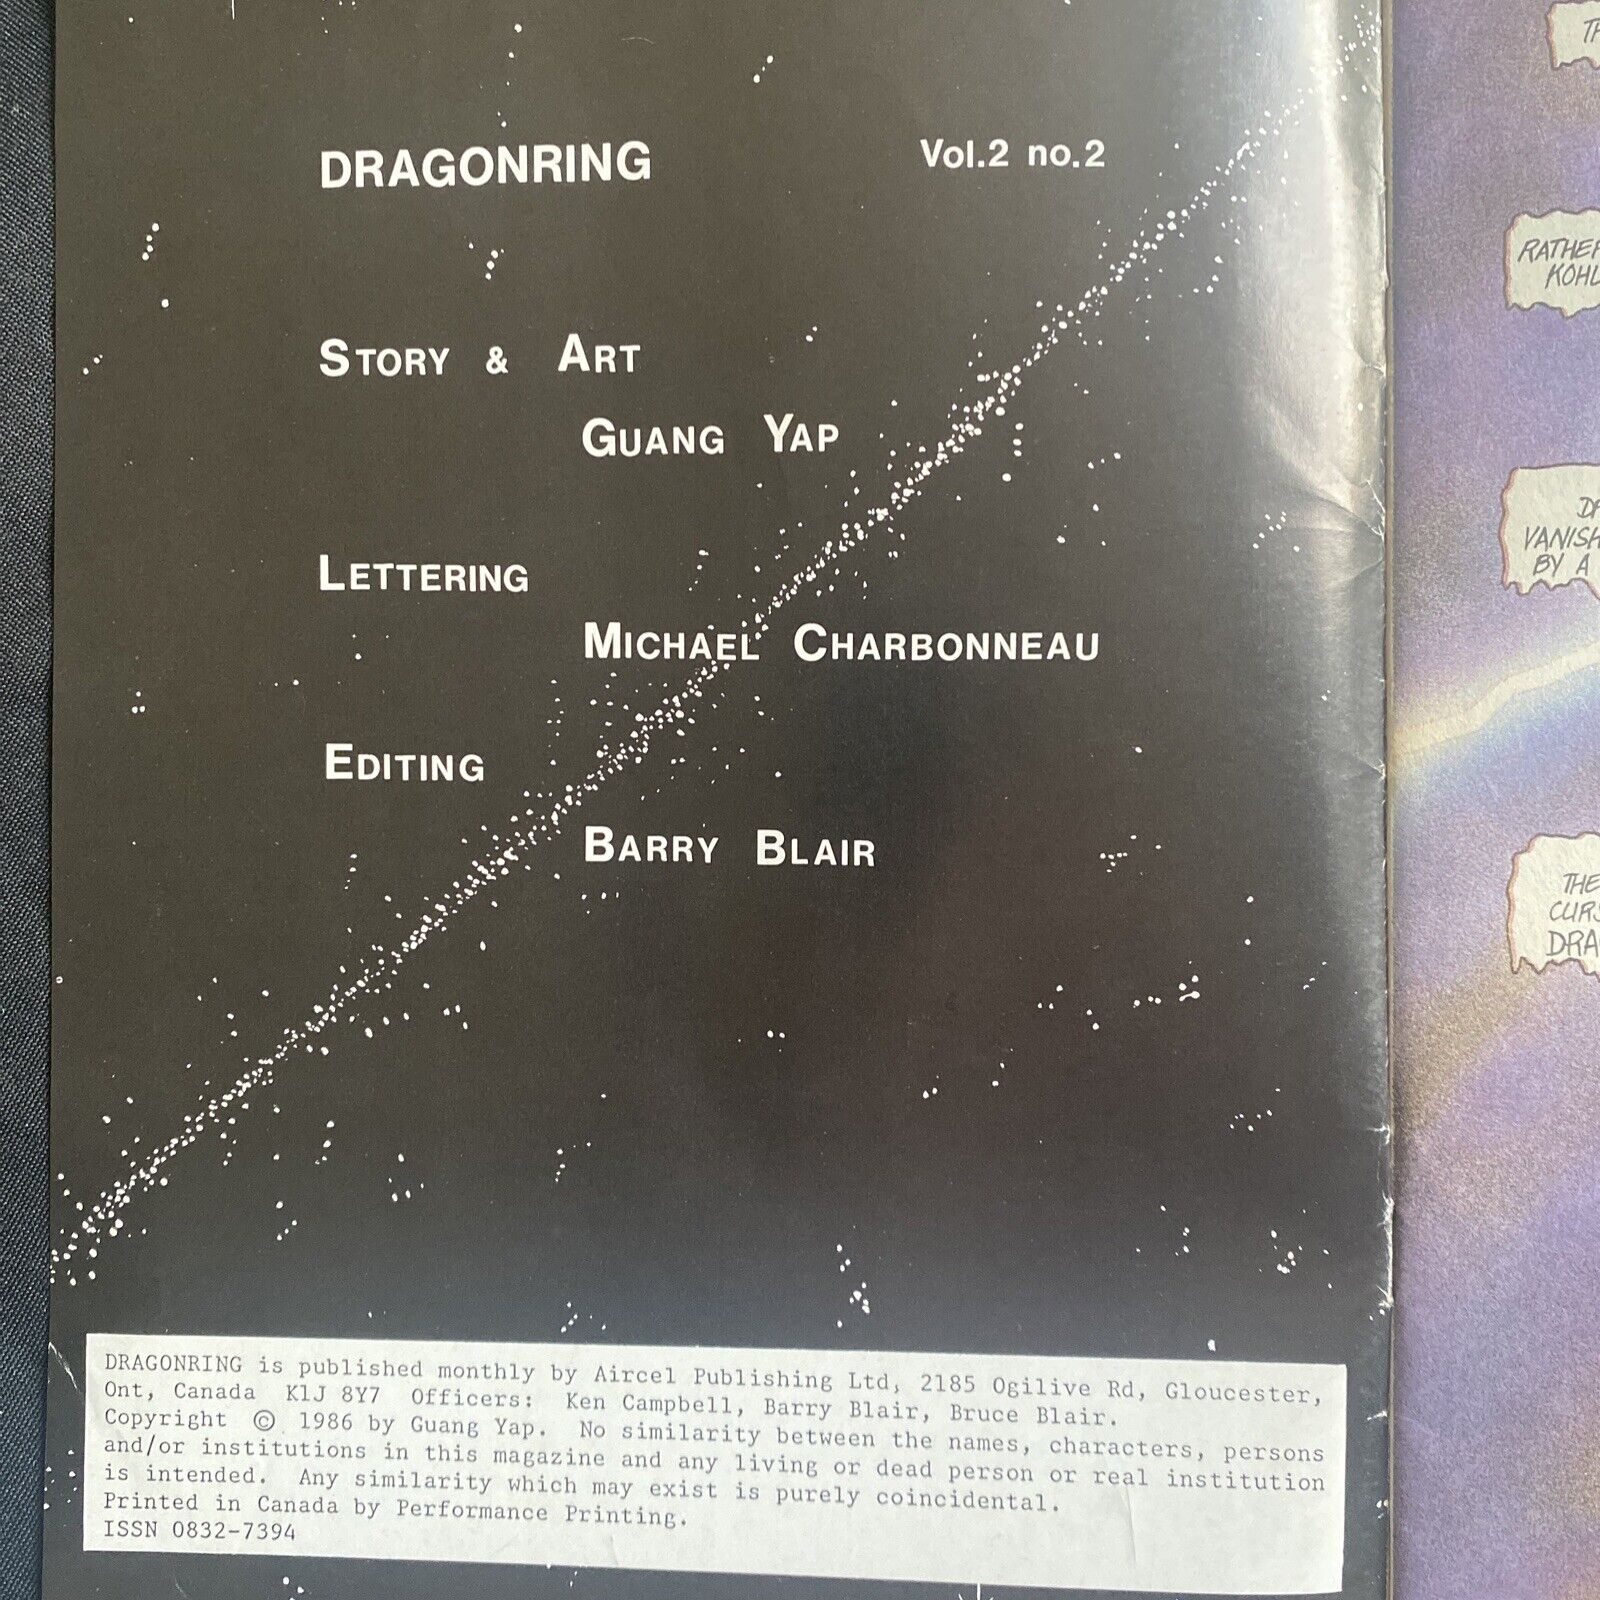 DRAGONRING Vol.2 no.2
STORY & ART
GUANG YAP
LETTERING
MICHAEL CHARBONNEAU
EDITING
BARRY BLAIR
DRAGONRING is published monthly by Aircel Publishing Ltd, 2185 Ogilive Rd, Gloucester,
Ont, Canada K1J 8Y7 Officers: Ken Campbell, Barry Blair, Bruce Blair.
Copyright © 1986 by Guang Yap. No similarity between the names, characters, persons
and/or institutions in this magazine and any living or dead person or real institution
is intended. Any similarity which may exist is purely coincidental.
Printed in Canada by Performance Printing.
ISSN 0832-7394
RATHER
KOHL
VANISH
BY A
THE
CURS
DRA